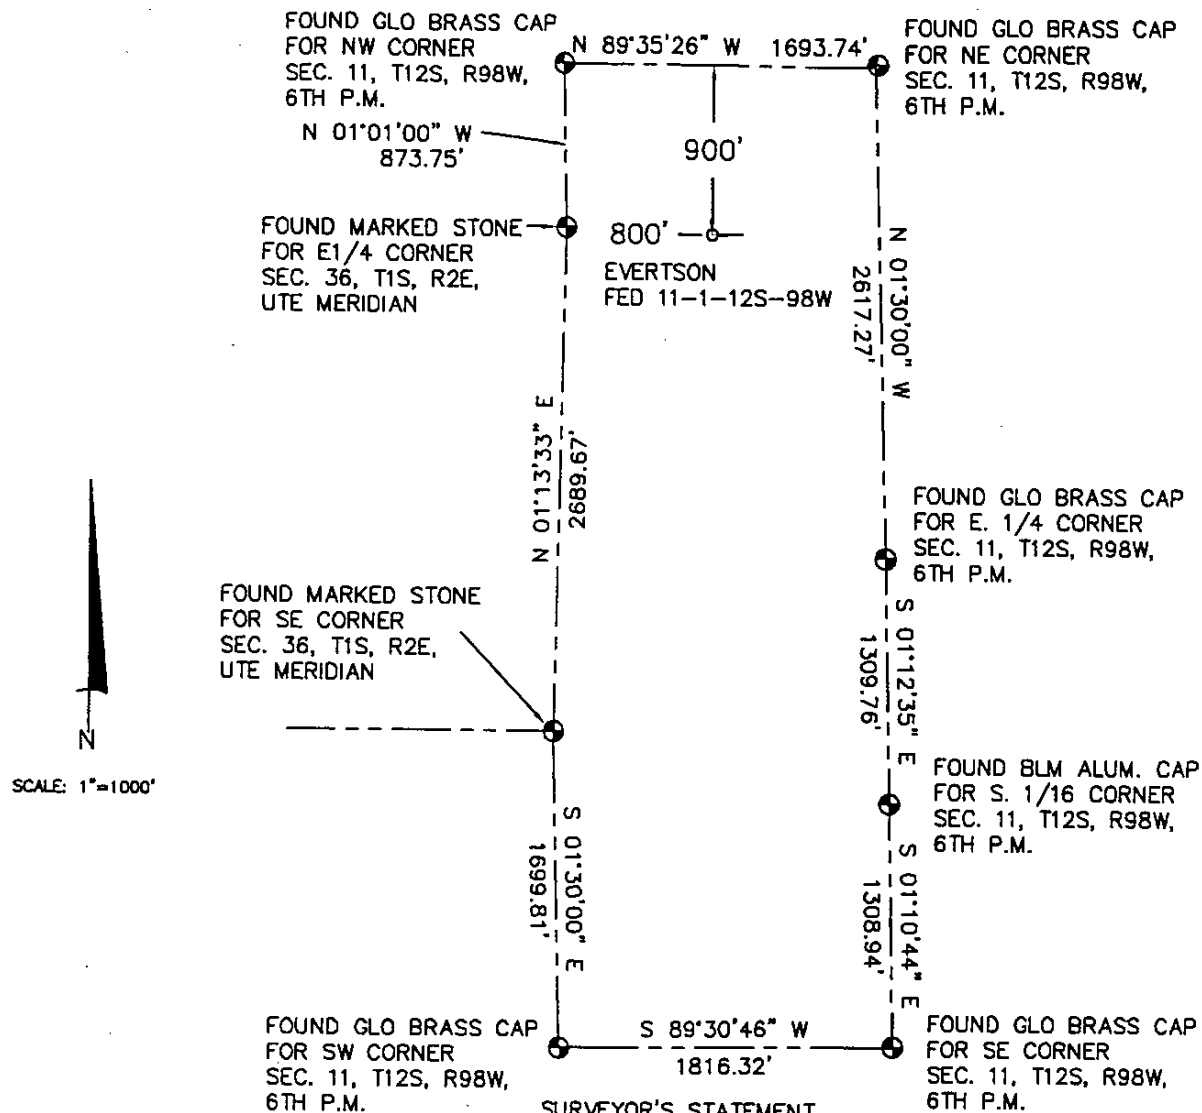 FOUND GLO BRASS CAP
FOR NW CORNER
SEC. 11, T12S, R98W,
6TH P.M.
N 89°35'26" W 1693.74'
FOUND GLO BRASS CAP
FOR NE CORNER
SEC. 11, T12S, R98W,
6TH P.M.
N 01°01'00" W
873.75'
900'
FOUND MARKED STONE
FOR E1/4 CORNER
SEC. 36, T1S, R2E,
UTE MERIDIAN
800'
EVERTSON
FED 11-1-12S-98W
N 01°30'00" W
2617.27'
N 01°13'33" E
2689.67'
FOUND GLO BRASS CAP
FOR E. 1/4 CORNER
SEC. 11, T12S, R98W,
6TH P.M.
FOUND MARKED STONE
FOR SE CORNER
SEC. 36, T1S, R2E,
UTE MERIDIAN
S 01°12'35" E
1309.76'
N
SCALE: 1"=1000'
FOUND BLM ALUM. CAP
FOR S. 1/16 CORNER
SEC. 11, T12S, R98W,
6TH P.M.
S 01°30'00" E
1699.81'
S 01°10'44" E
1308.94'
FOUND GLO BRASS CAP
FOR SW CORNER
SEC. 11, T12S, R98W,
6TH P.M.
S 89°30'46" W
1816.32'
FOUND GLO BRASS CAP
FOR SE CORNER
SEC. 11, T12S, R98W,
6TH P.M.
SURVEYOR'S STATEMENT